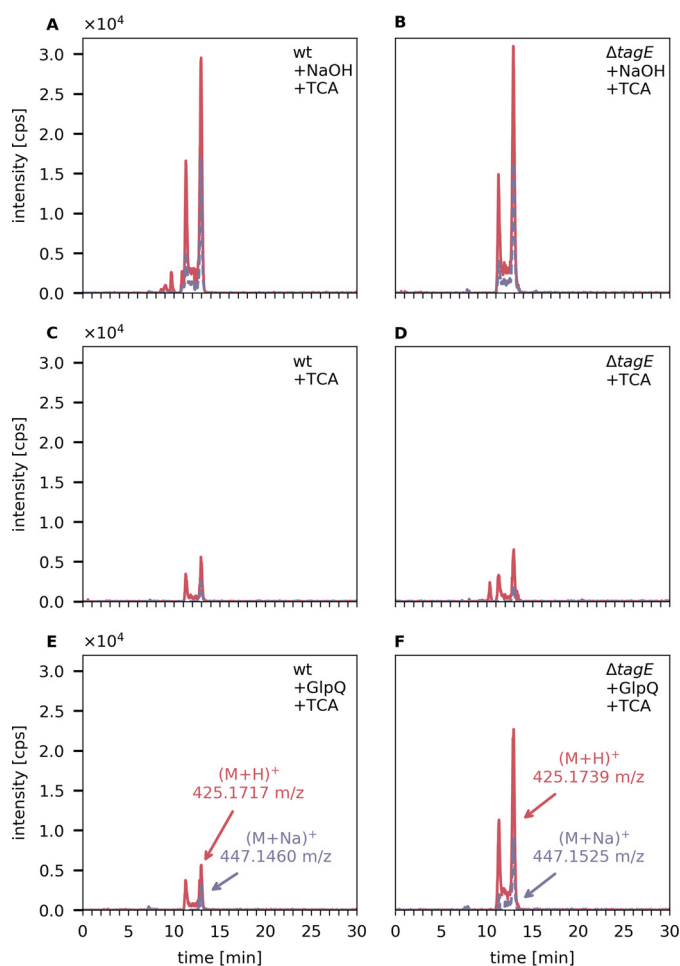 A
×10⁴
wt
+NaOH
+TCA
intensity [cps]
3.0
2.5
2.0
1.5
1.0
0.5
0.0
B
ΔtagE
+NaOH
+TCA
C
×10⁴
wt
+TCA
intensity [cps]
3.0
2.5
2.0
1.5
1.0
0.5
0.0
D
ΔtagE
+TCA
E
×10⁴
wt
+GlpQ
+TCA
(M+H)⁺
425.1717 m/z
(M+Na)⁺
447.1460 m/z
intensity [cps]
3.0
2.5
2.0
1.5
1.0
0.5
0.0
0 5 10 15 20 25 30
time [min]
F
ΔtagE
+GlpQ
+TCA
(M+H)⁺
425.1739 m/z
(M+Na)⁺
447.1525 m/z
0 5 10 15 20 25 30
time [min]